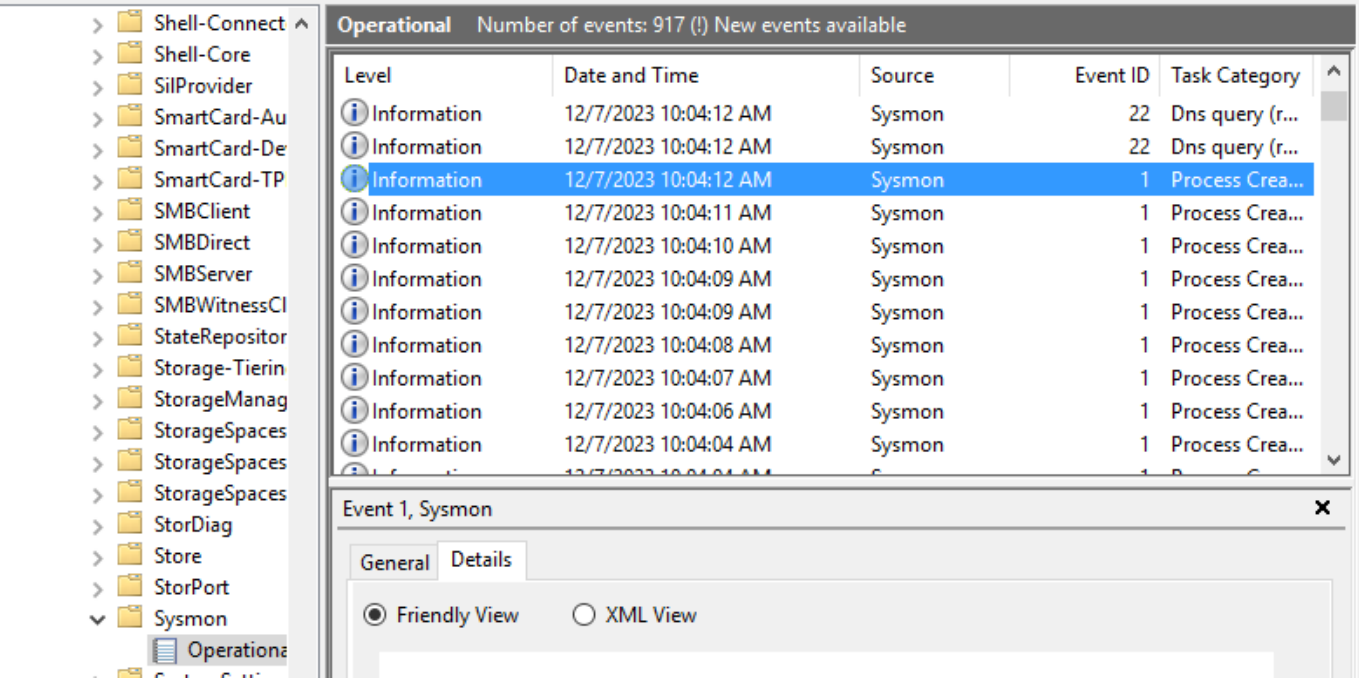 Shell-Connect
Shell-Core
SilProvider
SmartCard-Au
SmartCard-De
SmartCard-TP
SMBClient
SMBDirect
SMBServer
SMBWitnessCl
StateRepositor
Storage-Tierin
StorageManag
StorageSpaces
StorageSpaces
StorageSpaces
StorDiag
Store
StorPort
Sysmon
Operationa
Operational Number of events: 917 (!) New events available
Level Date and Time Source Event ID Task Category
Information 12/7/2023 10:04:12 AM Sysmon 22 Dns query (r...
Information 12/7/2023 10:04:12 AM Sysmon 22 Dns query (r...
Information 12/7/2023 10:04:12 AM Sysmon 1 Process Crea...
Information 12/7/2023 10:04:11 AM Sysmon 1 Process Crea...
Information 12/7/2023 10:04:10 AM Sysmon 1 Process Crea...
Information 12/7/2023 10:04:09 AM Sysmon 1 Process Crea...
Information 12/7/2023 10:04:09 AM Sysmon 1 Process Crea...
Information 12/7/2023 10:04:08 AM Sysmon 1 Process Crea...
Information 12/7/2023 10:04:07 AM Sysmon 1 Process Crea...
Information 12/7/2023 10:04:06 AM Sysmon 1 Process Crea...
Information 12/7/2023 10:04:04 AM Sysmon 1 Process Crea...
Event 1, Sysmon
General Details
Friendly View XML View